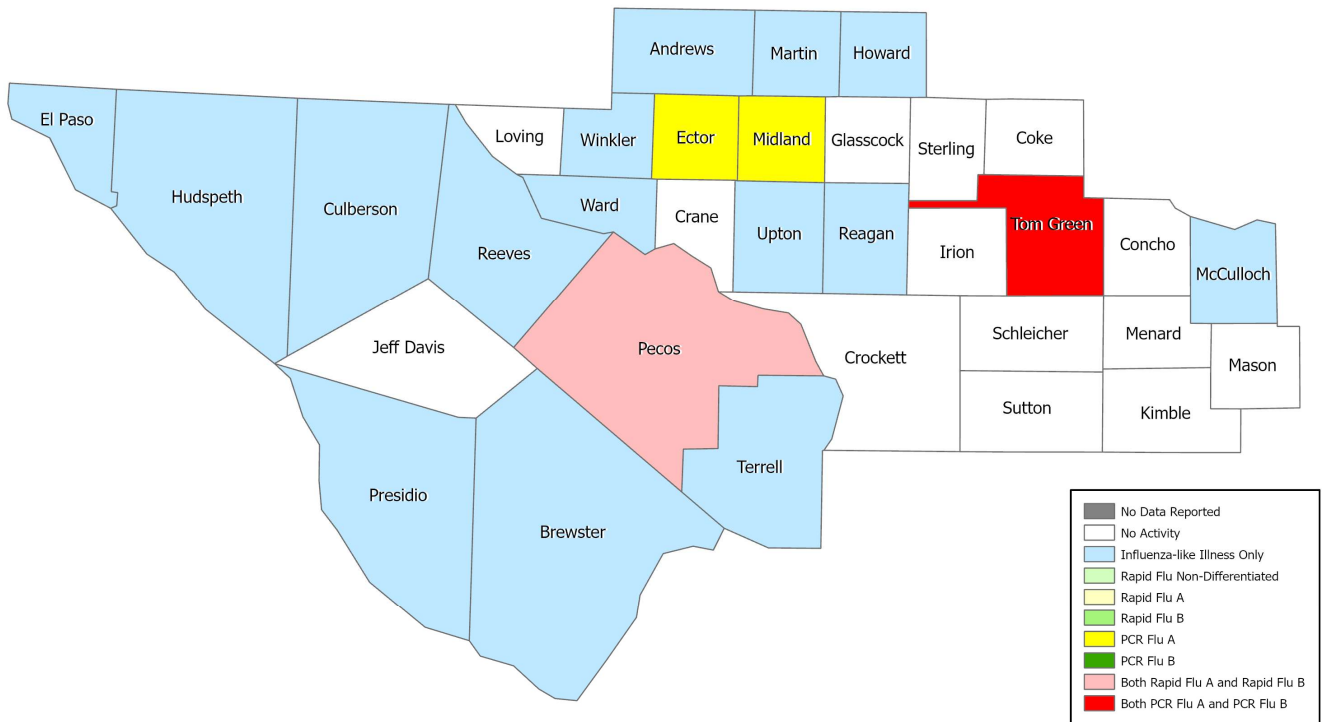 Andrews
Martin
Howard
El Paso
Loving
Winkler
Ector
Midland
Glasscock
Sterling
Coke
Hudspeth
Culberson
Ward
Crane
Upton
Reagan
Irion
Tom Green
Concho
McCulloch
Reeves
Jeff Davis
Pecos
Crockett
Schleicher
Menard
Mason
Sutton
Kimble
Terrell
Presidio
Brewster
No Data Reported
No Activity
Influenza-like Illness Only
Rapid Flu Non-Differentiated
Rapid Flu A
Rapid Flu B
PCR Flu A
PCR Flu B
Both Rapid Flu A and Rapid Flu B
Both PCR Flu A and PCR Flu B